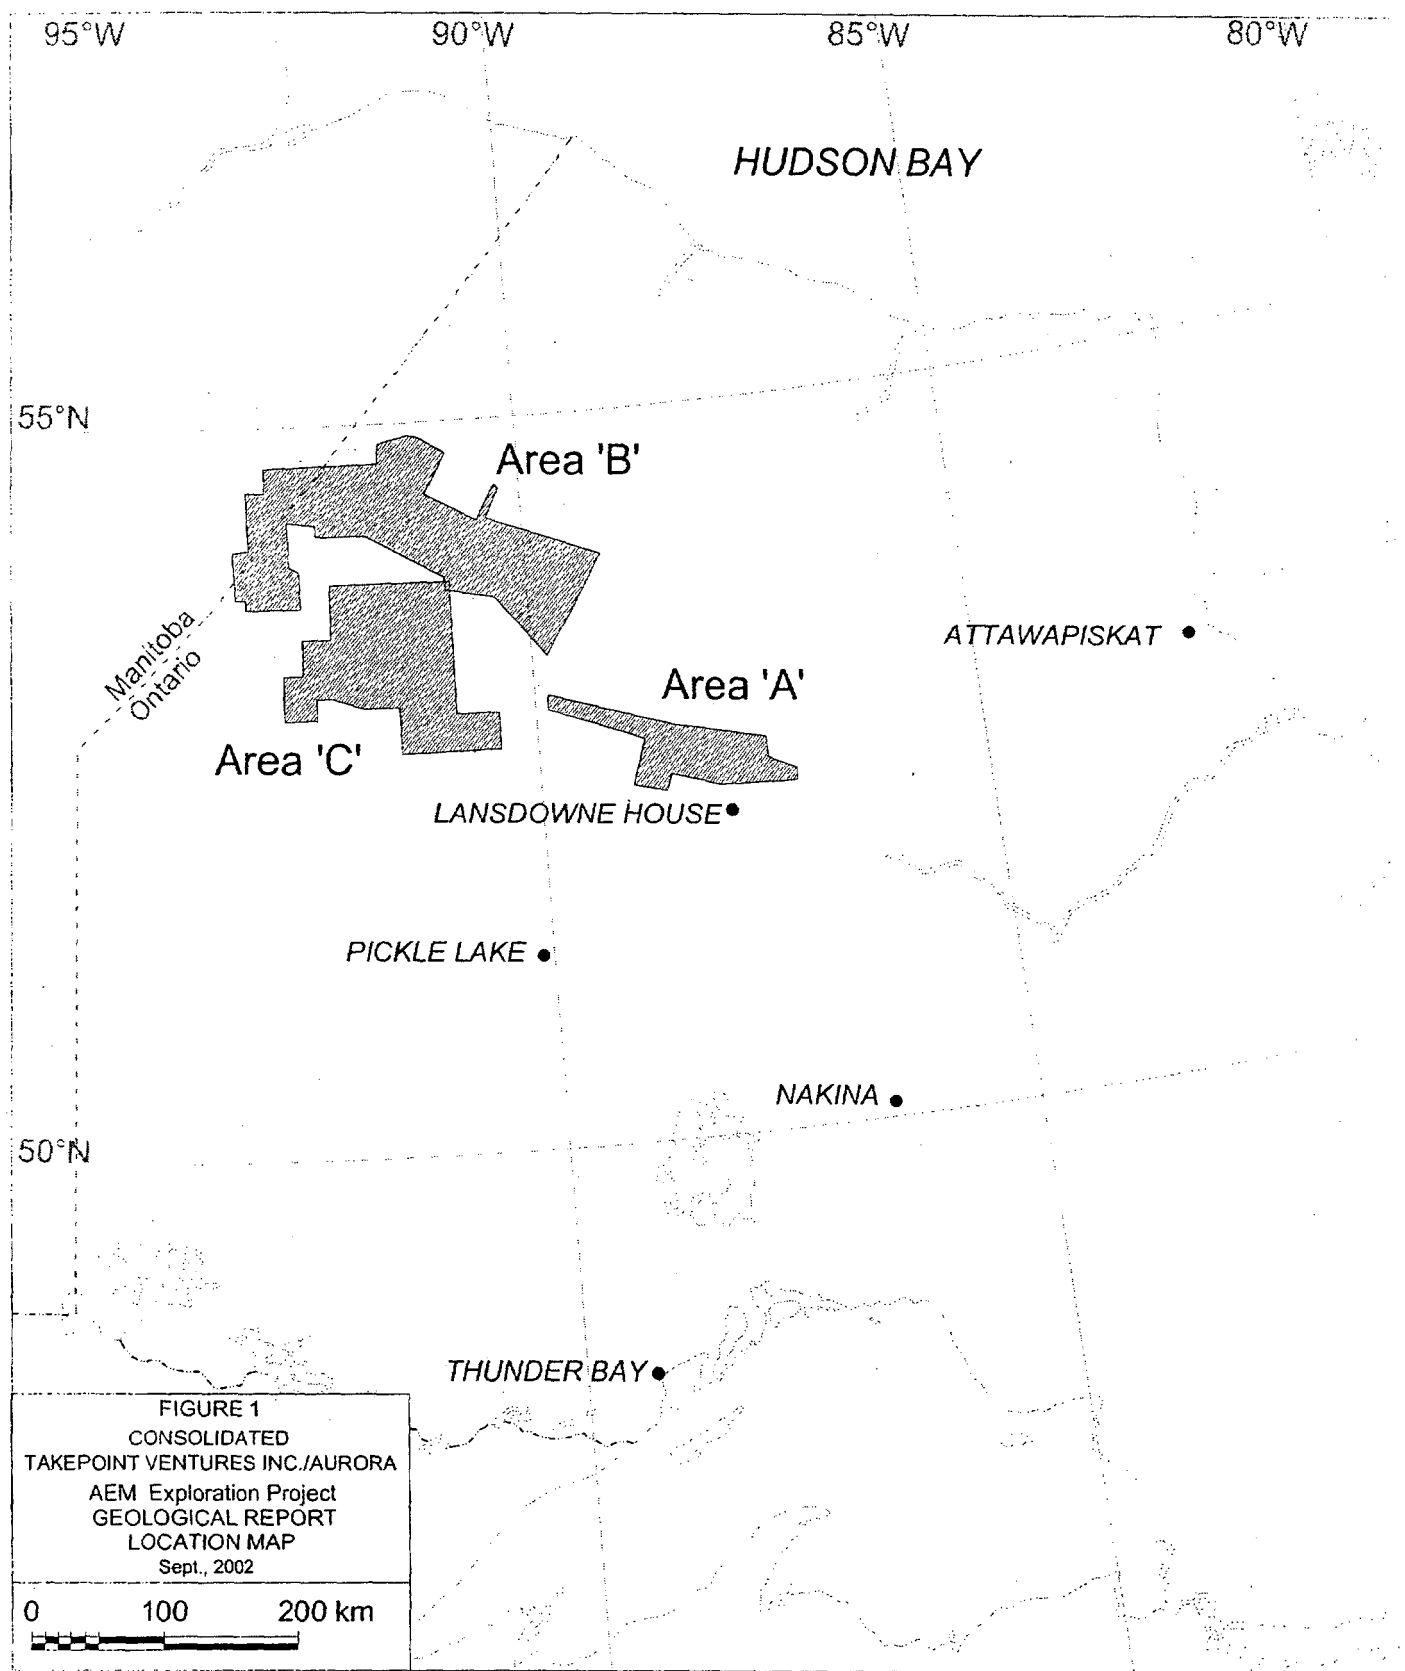 95°W 90°W 85°W 80°W
HUDSON BAY
55°N
Area 'B'
ATTAWAPISKAT
Manitoba
Ontario
Area 'A'
Area 'C'
LANSDOWNE HOUSE
PICKLE LAKE
NAKINA
50°N
THUNDER BAY
FIGURE 1
CONSOLIDATED
TAKEPOINT VENTURES INC./AURORA
AEM Exploration Project
GEOLOGICAL REPORT
LOCATION MAP
Sept., 2002
0 100 200 km